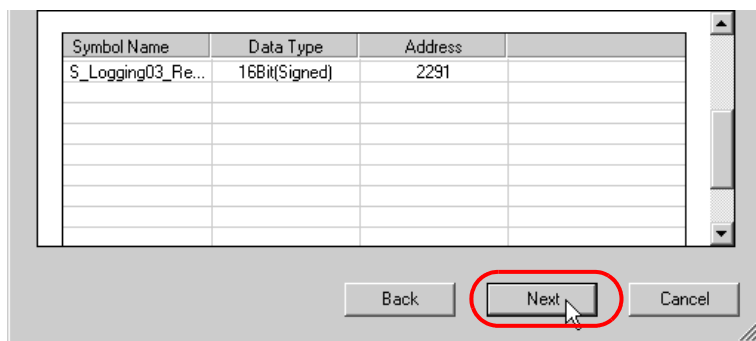 Symbol Name Data Type Address
S_Logging03_Re... 16Bit(Signed) 2291
Back Next Cancel